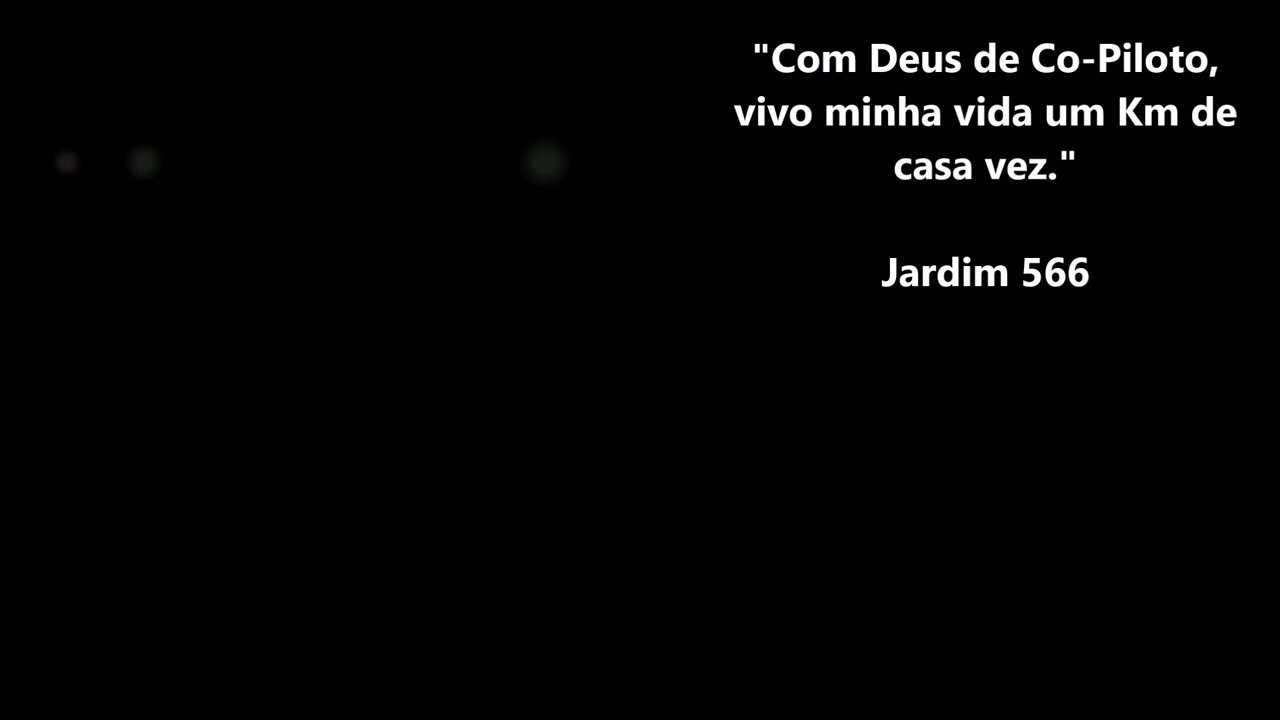 "Com Deus de Co-Piloto,
vivo minha vida um Km de
casa vez."
Jardim 566